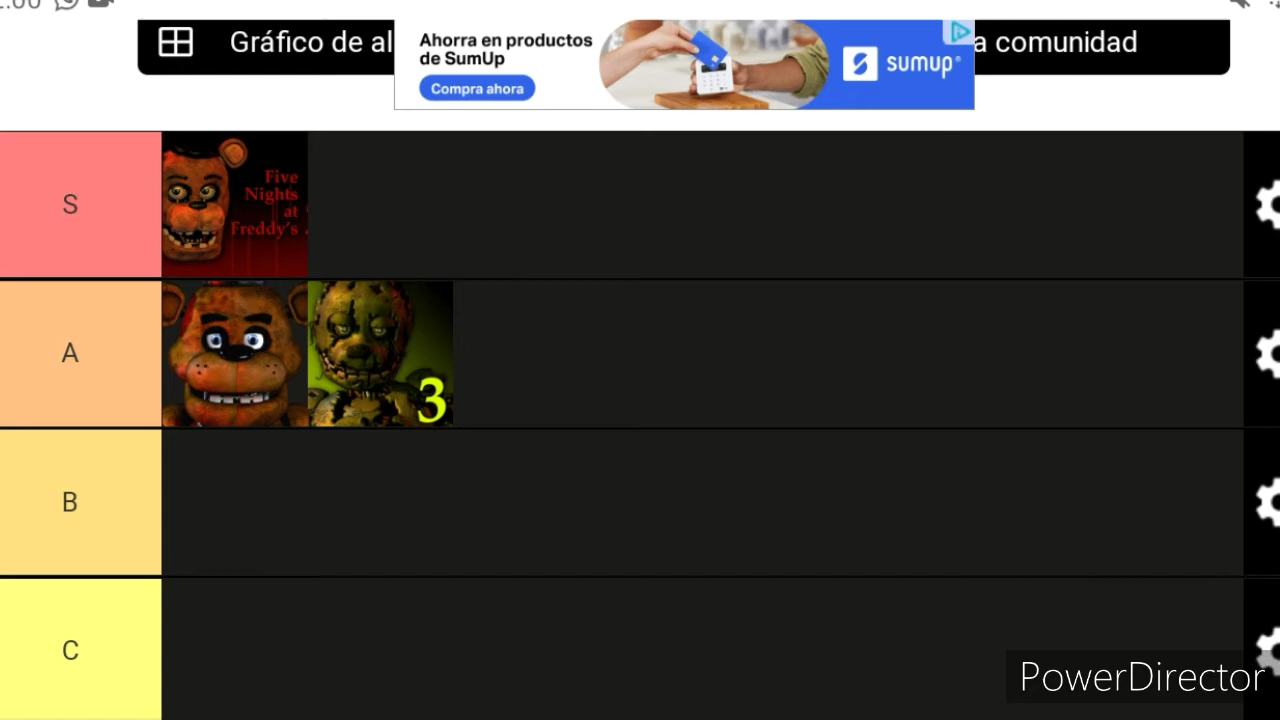 Gráfico de al
a comunidad
Ahorra en productos
de SumUp
Compra ahora
sumup
S
Five
Nights
at
Freddy's
A
3
B
C
PowerDirector